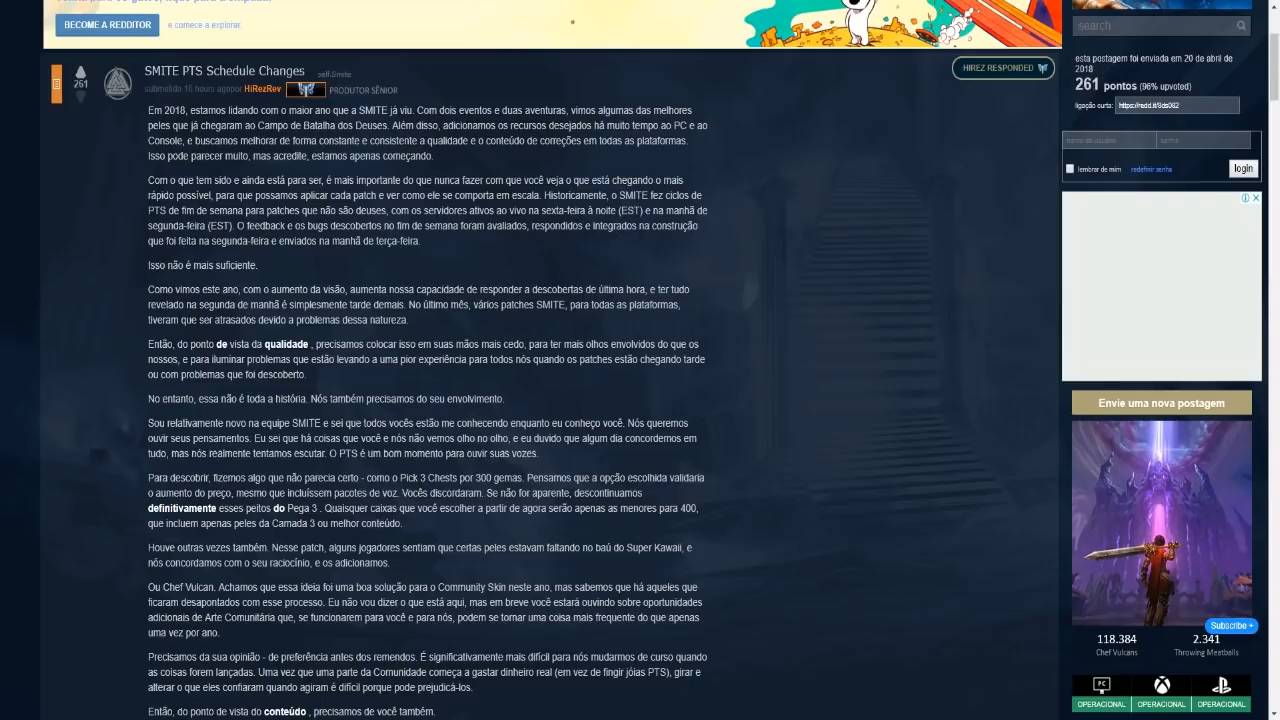 BECOME A REDDITOR
e começe a explorar.
261
SMITE PTS Schedule Changes
self.Smite
submetido 16 hours agopor HiRezRev
PRODUTOR SÊNIOR
HIREZ RESPONDED
Em 2018, estamos lidando com o maior ano que a SMITE já viu. Com dois eventos e duas aventuras, vimos algumas das melhores
peles que já chegaram ao Campo de Batalha dos Deuses. Além disso, adicionamos os recursos desejados há muito tempo ao PC e ao
Console, e buscamos melhorar de forma constante e consistente a qualidade e o conteúdo de correções em todas as plataformas.
Isso pode parecer muito, mas acredite, estamos apenas começando.
Com o que tem sido e ainda está para ser, é mais importante do que nunca fazer com que você veja o que está chegando o mais
rápido possível, para que possamos aplicar cada patch e ver como ele se comporta em escala. Historicamente, o SMITE fez ciclos de
PTS de fim de semana para patches que não são deuses, com os servidores ativos ao vivo na sexta-feira à noite (EST) e na manhã de
segunda-feira (EST). O feedback e os bugs descobertos no fim de semana foram avaliados, respondidos e integrados na construção
que foi feita na segunda-feira e enviados na manhã de terça-feira.
Isso não é mais suficiente.
Como vimos este ano, com o aumento da visão, aumenta nossa capacidade de responder a descobertas de última hora, e ter tudo
revelado na segunda de manhã é simplesmente tarde demais. No último mês, vários patches SMITE, para todas as plataformas,
tiveram que ser atrasados devido a problemas dessa natureza.
Então, do ponto de vista da qualidade , precisamos colocar isso em suas mãos mais cedo, para ter mais olhos envolvidos do que os
nossos, e para iluminar problemas que estão levando a uma pior experiência para todos nós quando os patches estão chegando tarde
ou com problemas que foi descoberto.
No entanto, essa não é toda a história. Nós também precisamos do seu envolvimento.
Sou relativamente novo na equipe SMITE e sei que todos vocês estão me conhecendo enquanto eu conheço você. Nós queremos
ouvir seus pensamentos. Eu sei que há coisas que você e nós não vemos olho no olho, e eu duvido que algum dia concordemos em
tudo, mas nós realmente tentamos escutar. O PTS é um bom momento para ouvir suas vozes.
Para descobrir, fizemos algo que não parecia certo - como o Pick 3 Chests por 300 gemas. Pensamos que a opção escolhida validaria
o aumento do preço, mesmo que incluíssem pacotes de voz. Vocês discordaram. Se não for aparente, descontinuamos
definitivamente esses peitos do Pega 3 . Quaisquer caixas que você escolher a partir de agora serão apenas as menores para 400,
que incluem apenas peles da Camada 3 ou melhor conteúdo.
Houve outras vezes também. Nesse patch, alguns jogadores sentiam que certas peles estavam faltando no baú do Super Kawaii, e
nós concordamos com o seu raciocínio, e os adicionamos.
Ou Chef Vulcan. Achamos que essa ideia foi uma boa solução para o Community Skin neste ano, mas sabemos que há aqueles que
ficaram desapontados com esse processo. Eu não vou dizer o que está aqui, mas em breve você estará ouvindo sobre oportunidades
adicionais de Arte Comunitária que, se funcionarem para você e para nós, podem se tornar uma coisa mais frequente do que apenas
uma vez por ano.
Precisamos da sua opinião - de preferência antes dos remendos. É significativamente mais difícil para nós mudarmos de curso quando
as coisas forem lançadas. Uma vez que uma parte da Comunidade começa a gastar dinheiro real (em vez de fingir jóias PTS), girar e
alterar o que eles confiaram quando agiram é difícil porque pode prejudicá-los.
Então, do ponto de vista do conteúdo , precisamos de você também.
search
esta postagem foi enviada em 20 de abril de
2018
261 pontos (96% upvoted)
ligação curta: https://redd.it/8ds082
nome de usuário
senha
lembrar de mim
redefinir senha
login
Envie uma nova postagem
Subscribe +
118.384
2.341
Chef Vulcans
Throwing Meatballs
PC
OPERACIONAL
OPERACIONAL
OPERACIONAL